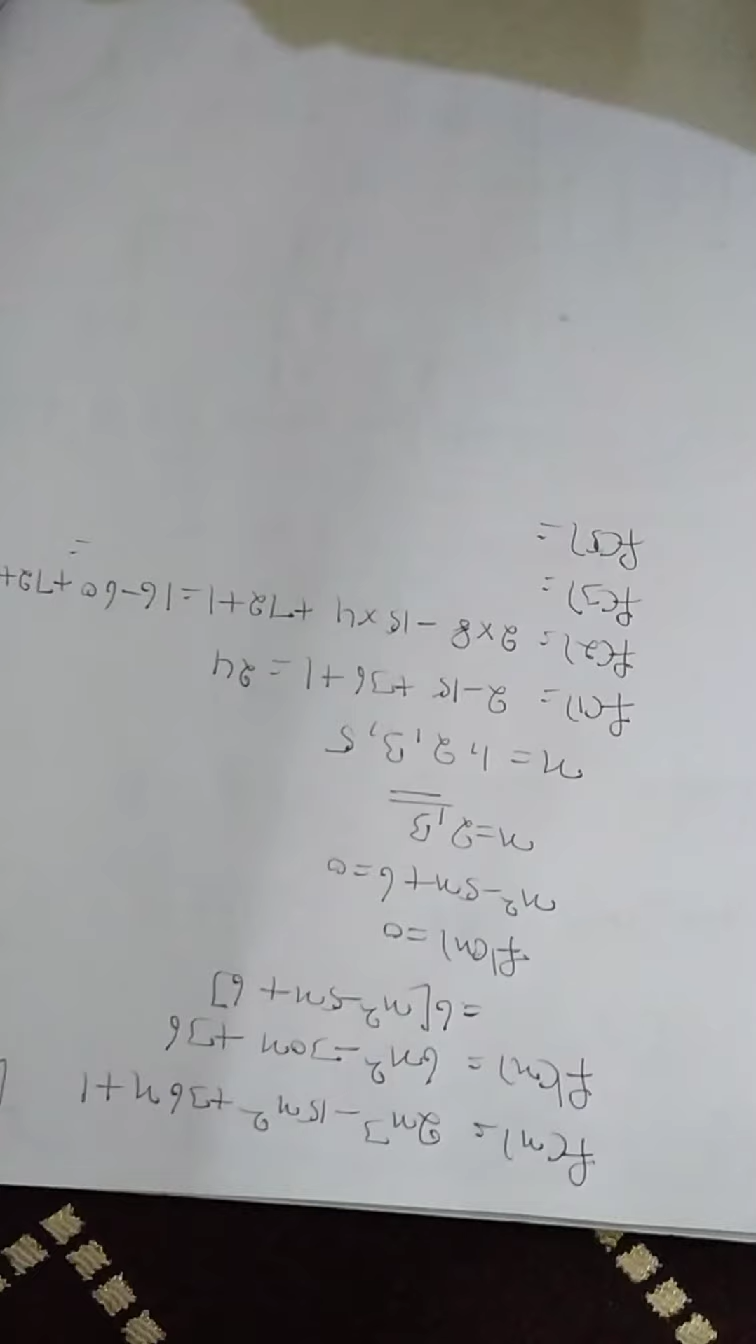 f(x) = 2x³ - 15x² + 36x + 1
f'(x) = 6x² - 30x + 36
= 6[x² - 5x + 6]
f'(x) = 0
x² - 5x + 6 = 0
x = 2, 3
x = 1, 2, 3, 5
f(1) = 2 - 15 + 36 + 1 = 24
f(2) = 2×8 - 15×4 + 72 + 1 = 16 - 60 + 72 +
=
f(3) =
f(5) =